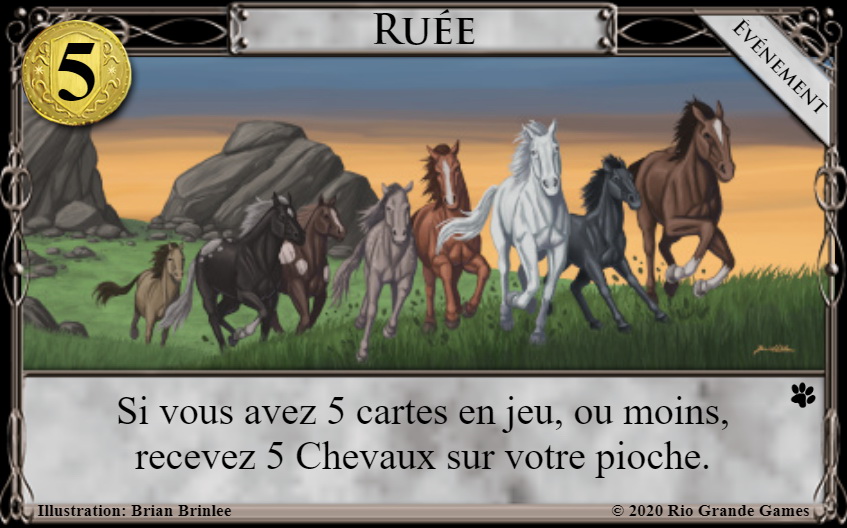 RUÉE
5
ÉVÉNEMENT
Si vous avez 5 cartes en jeu, ou moins,
recevez 5 Chevaux sur votre pioche.
Illustration: Brian Brinlee
© 2020 Rio Grande Games